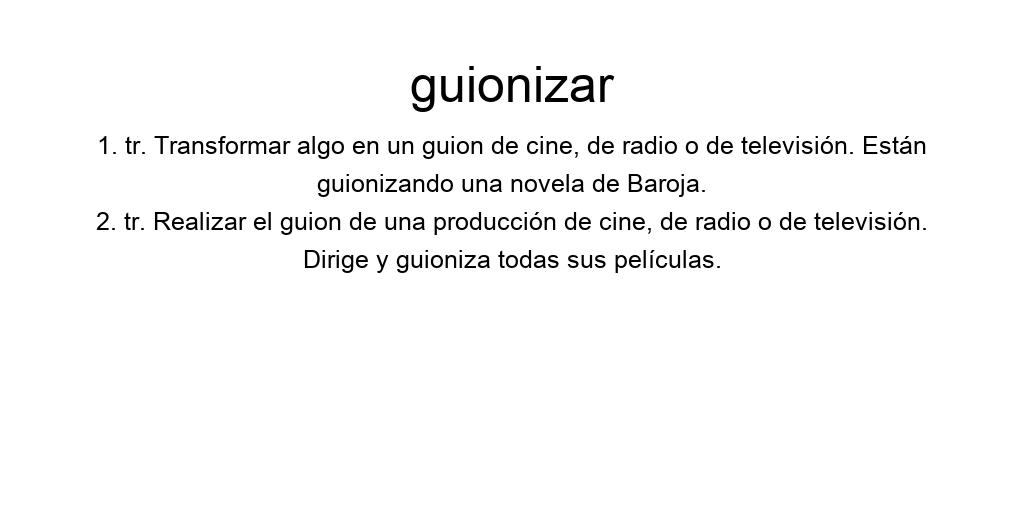 guionizar
1. tr. Transformar algo en un guion de cine, de radio o de televisión. Están
guionizando una novela de Baroja.
2. tr. Realizar el guion de una producción de cine, de radio o de televisión.
Dirige y guioniza todas sus películas.